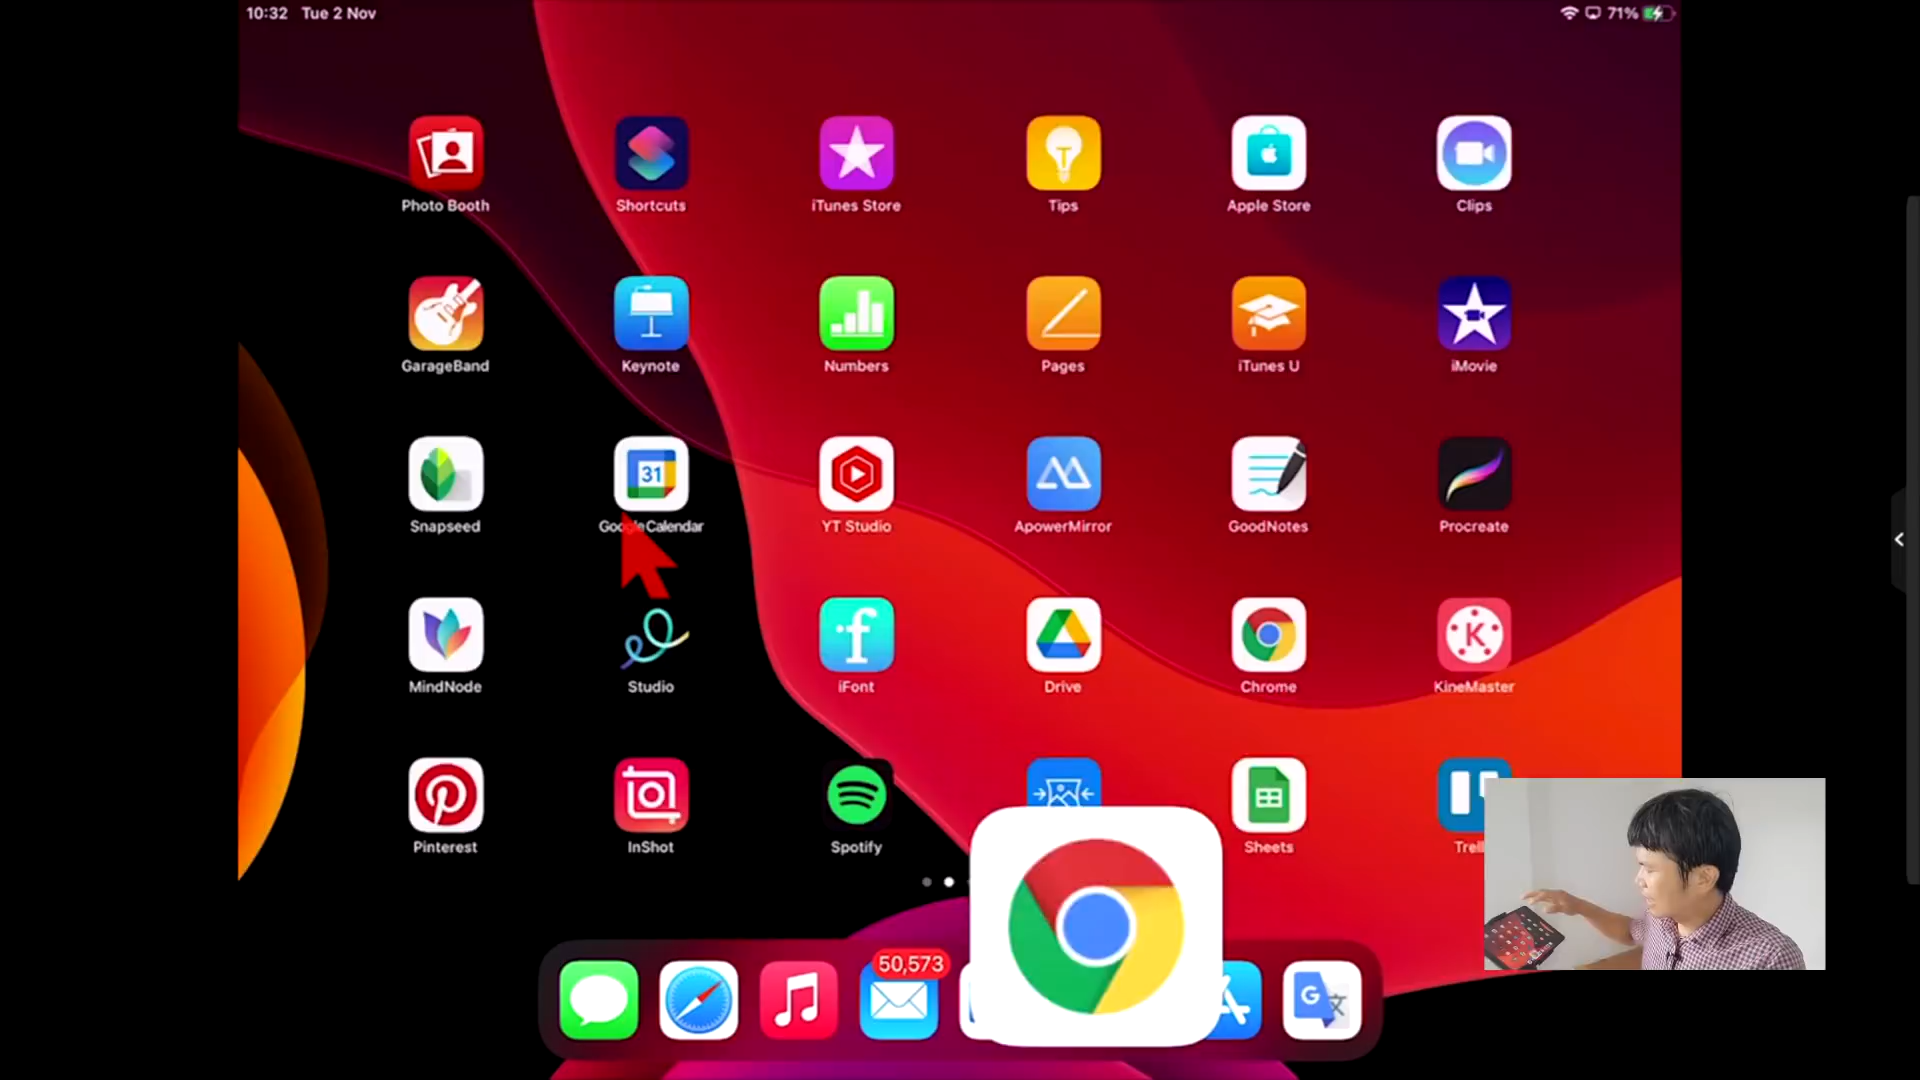 10:32 Tue 2 Nov
71%
Photo Booth
Shortcuts
iTunes Store
T
Tips
Apple Store
Clips
GarageBand
Keynote
Numbers
Pages
iTunes U
iMovie
31
Snapseed
Google Calendar
YT Studio
ApowerMirror
GoodNotes
Procreate
f
K
MindNode
Studio
iFont
Drive
Chrome
KineMaster
Pinterest
InShot
Spotify
Sheets
50,573
G 文